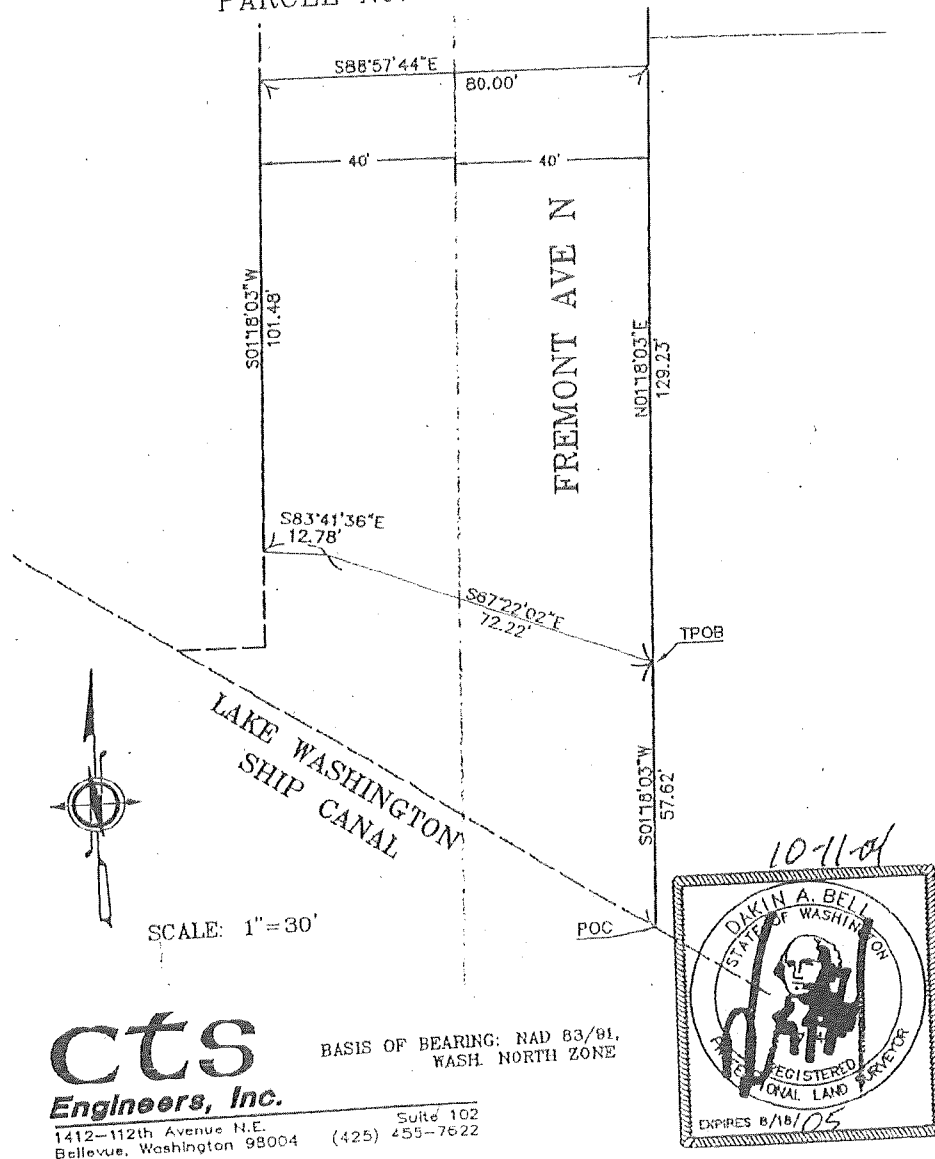 PARCEL NO.
S88°57'44"E
80.00'
40'
40'
FREMONT AVE N
S01°18'03"W
101.48'
N01°18'03"E
129.23'
S83°41'36"E
12.78'
S67°22'02"E
72.22'
TPOB
LAKE WASHINGTON
SHIP CANAL
S01°18'03"W
57.62'
N
SCALE: 1"=30'
POC
10-11-01
DAKIN A. BELL
STATE OF WASHINGTON
REGISTERED
PROFESSIONAL LAND SURVEYOR
EXPIRES 8/18/05
cts
Engineers, Inc.
1412-112th Avenue N.E. Suite 102
Bellevue, Washington 98004 (425) 455-7622
BASIS OF BEARING: NAD 83/91,
WASH. NORTH ZONE